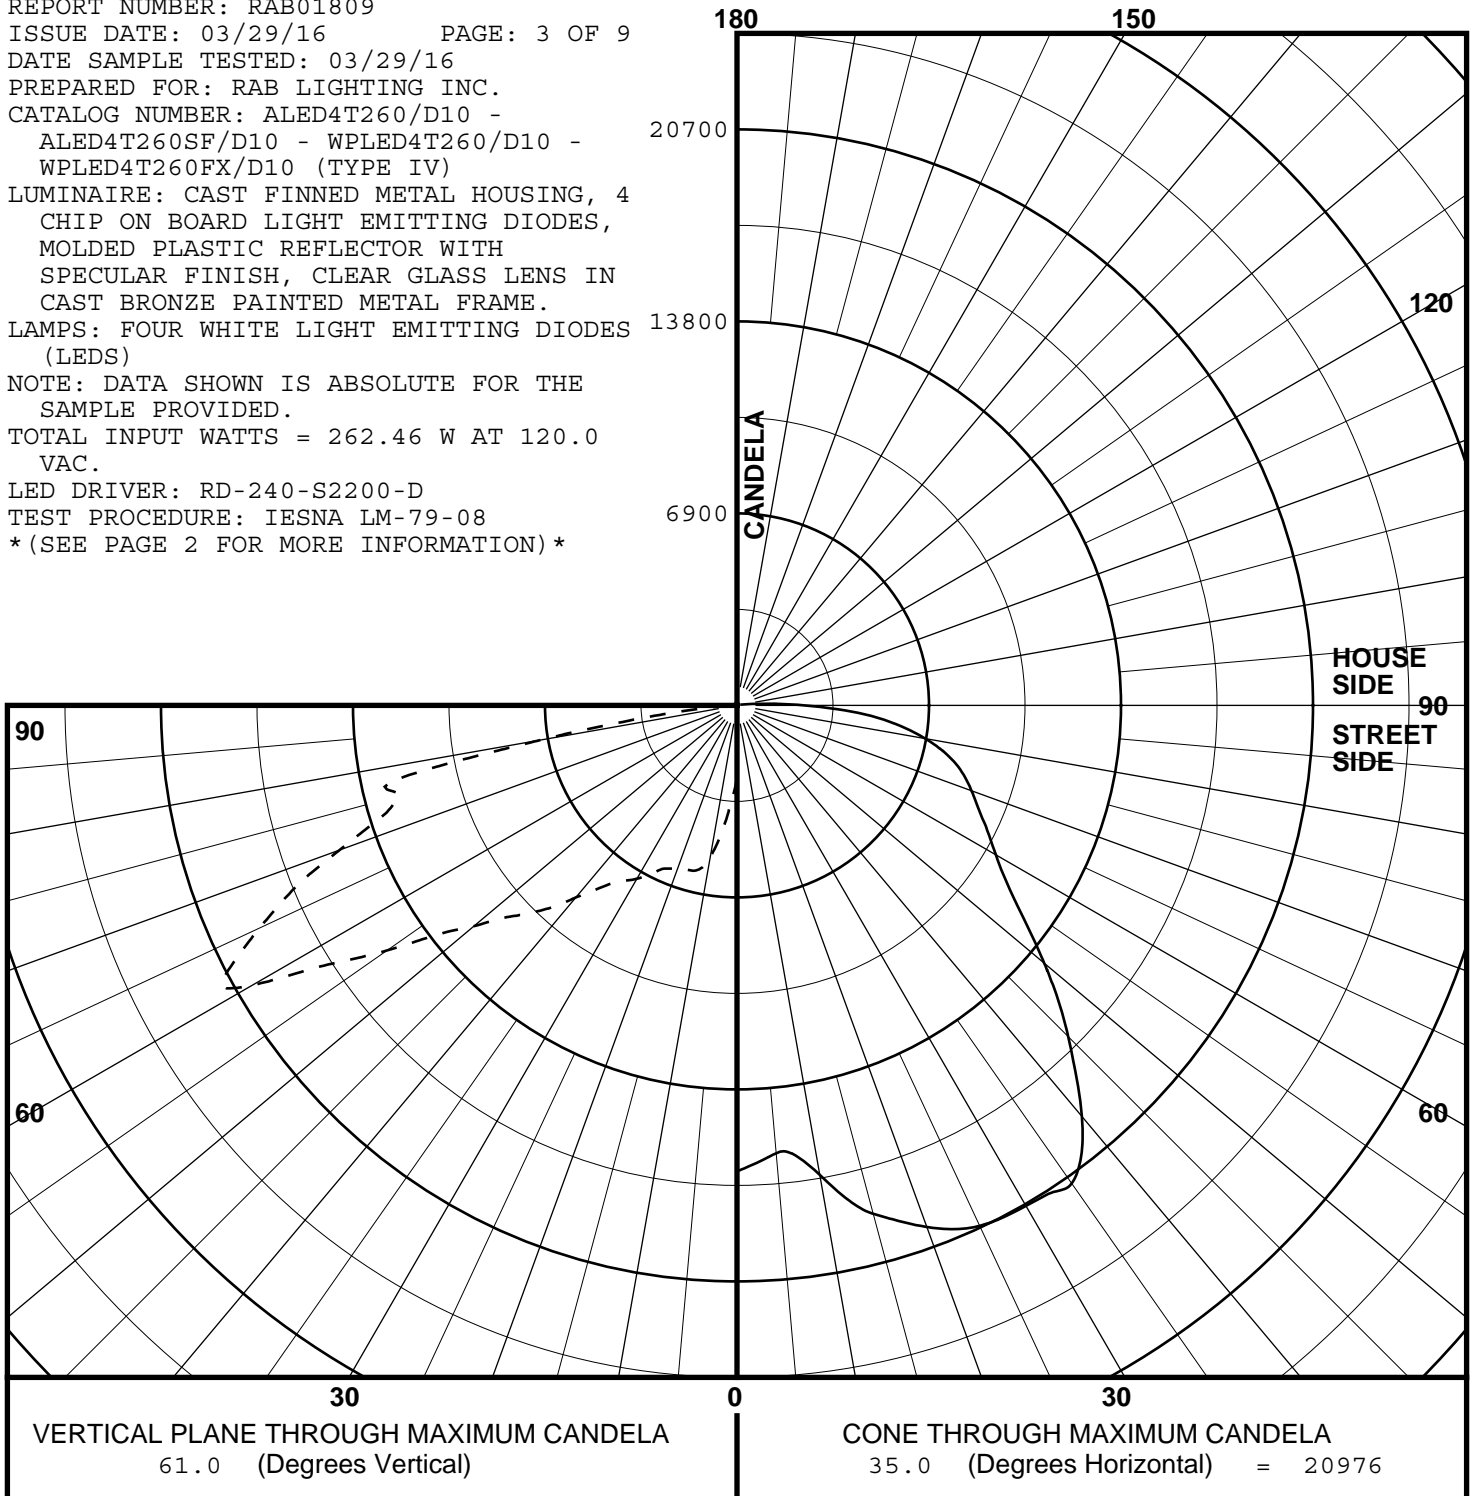 REPORT NUMBER: RAB01809
ISSUE DATE: 03/29/16 PAGE: 3 OF 9
DATE SAMPLE TESTED: 03/29/16
PREPARED FOR: RAB LIGHTING INC.
CATALOG NUMBER: ALED4T260/D10 -
ALED4T260SF/D10 - WPLED4T260/D10 -
WPLED4T260FX/D10 (TYPE IV)
LUMINAIRE: CAST FINNED METAL HOUSING, 4
CHIP ON BOARD LIGHT EMITTING DIODES,
MOLDED PLASTIC REFLECTOR WITH
SPECULAR FINISH, CLEAR GLASS LENS IN
CAST BRONZE PAINTED METAL FRAME.
LAMPS: FOUR WHITE LIGHT EMITTING DIODES
(LEDS)
NOTE: DATA SHOWN IS ABSOLUTE FOR THE
SAMPLE PROVIDED.
TOTAL INPUT WATTS = 262.46 W AT 120.0
VAC.
LED DRIVER: RD-240-S2200-D
TEST PROCEDURE: IESNA LM-79-08
*(SEE PAGE 2 FOR MORE INFORMATION)*
180
150
20700
120
13800
CANDELA
6900
HOUSE
SIDE
90
90
STREET
SIDE
60
60
30
0
30
VERTICAL PLANE THROUGH MAXIMUM CANDELA
61.0 (Degrees Vertical)
CONE THROUGH MAXIMUM CANDELA
35.0 (Degrees Horizontal) = 20976